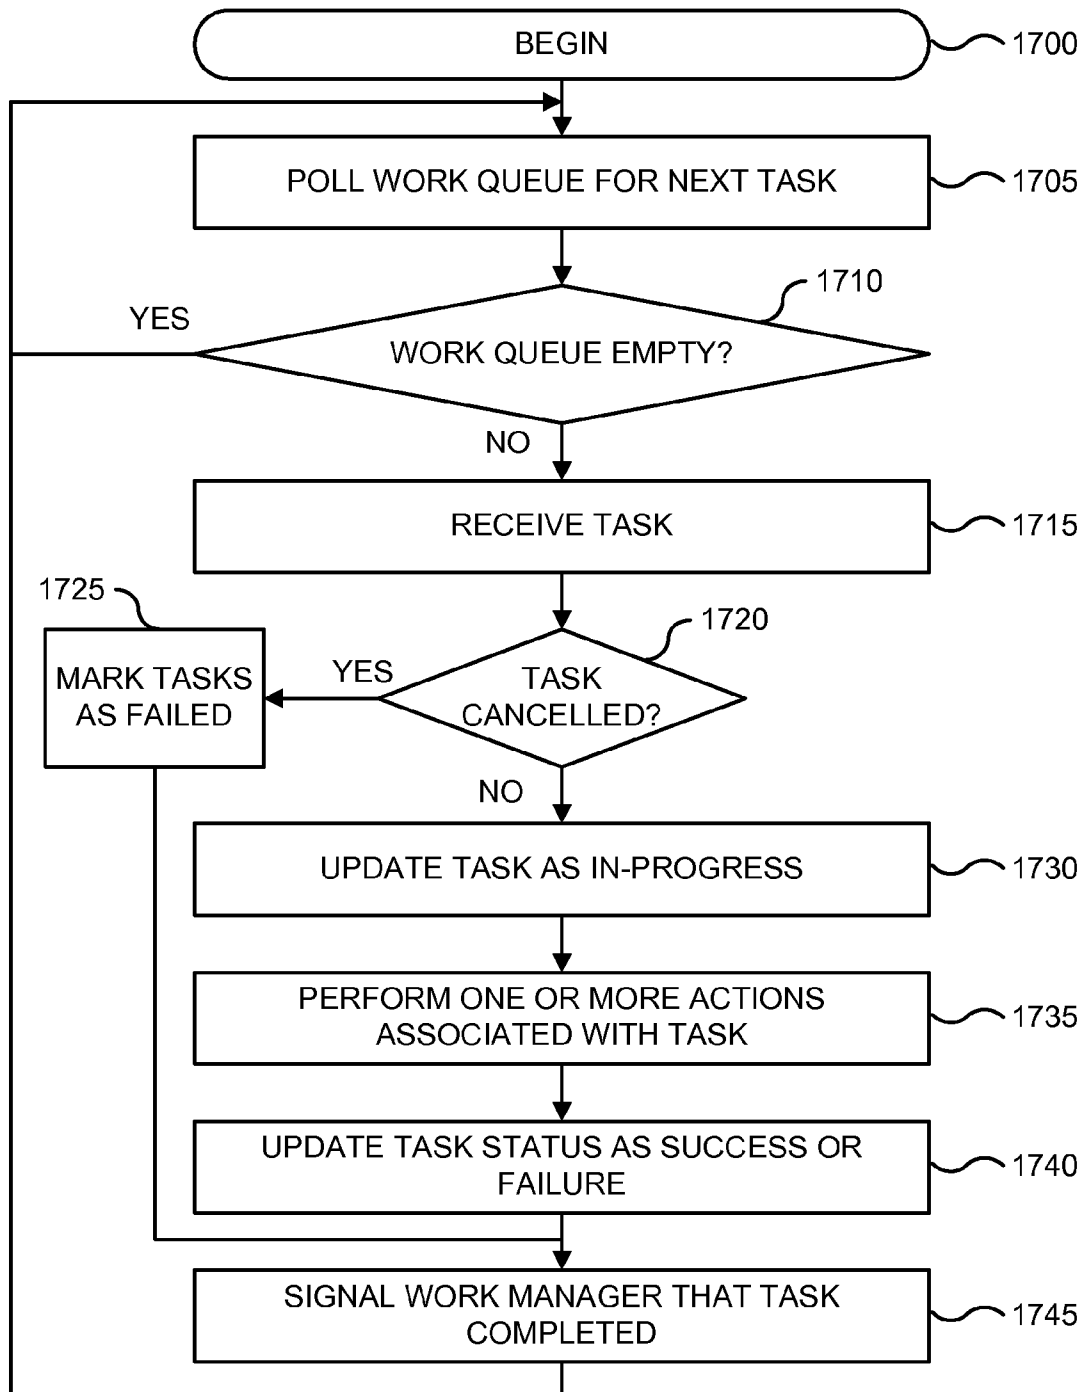 BEGIN
1700
POLL WORK QUEUE FOR NEXT TASK
1705
1710
YES
WORK QUEUE EMPTY?
NO
RECEIVE TASK
1715
1725
1720
MARK TASKS
AS FAILED
YES
TASK
CANCELLED?
NO
UPDATE TASK AS IN-PROGRESS
1730
PERFORM ONE OR MORE ACTIONS
ASSOCIATED WITH TASK
1735
UPDATE TASK STATUS AS SUCCESS OR
FAILURE
1740
SIGNAL WORK MANAGER THAT TASK
COMPLETED
1745